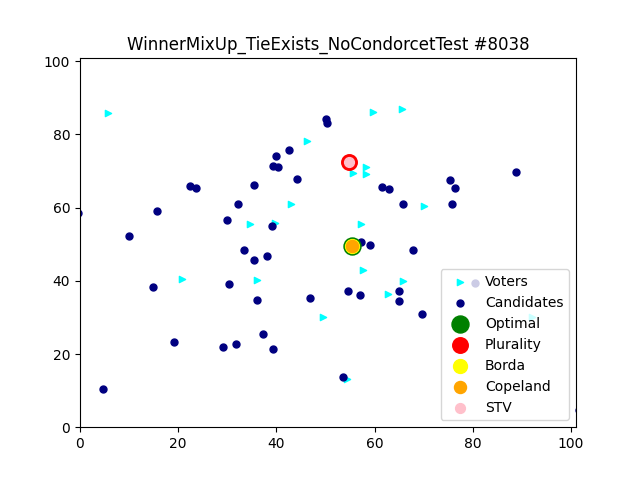 WinnerMixUp_TieExists_NoCondorcetTest #8038
100
80
60
40
20
0
0 20 40 60 80 100
Voters
Candidates
Optimal
Plurality
Borda
Copeland
STV